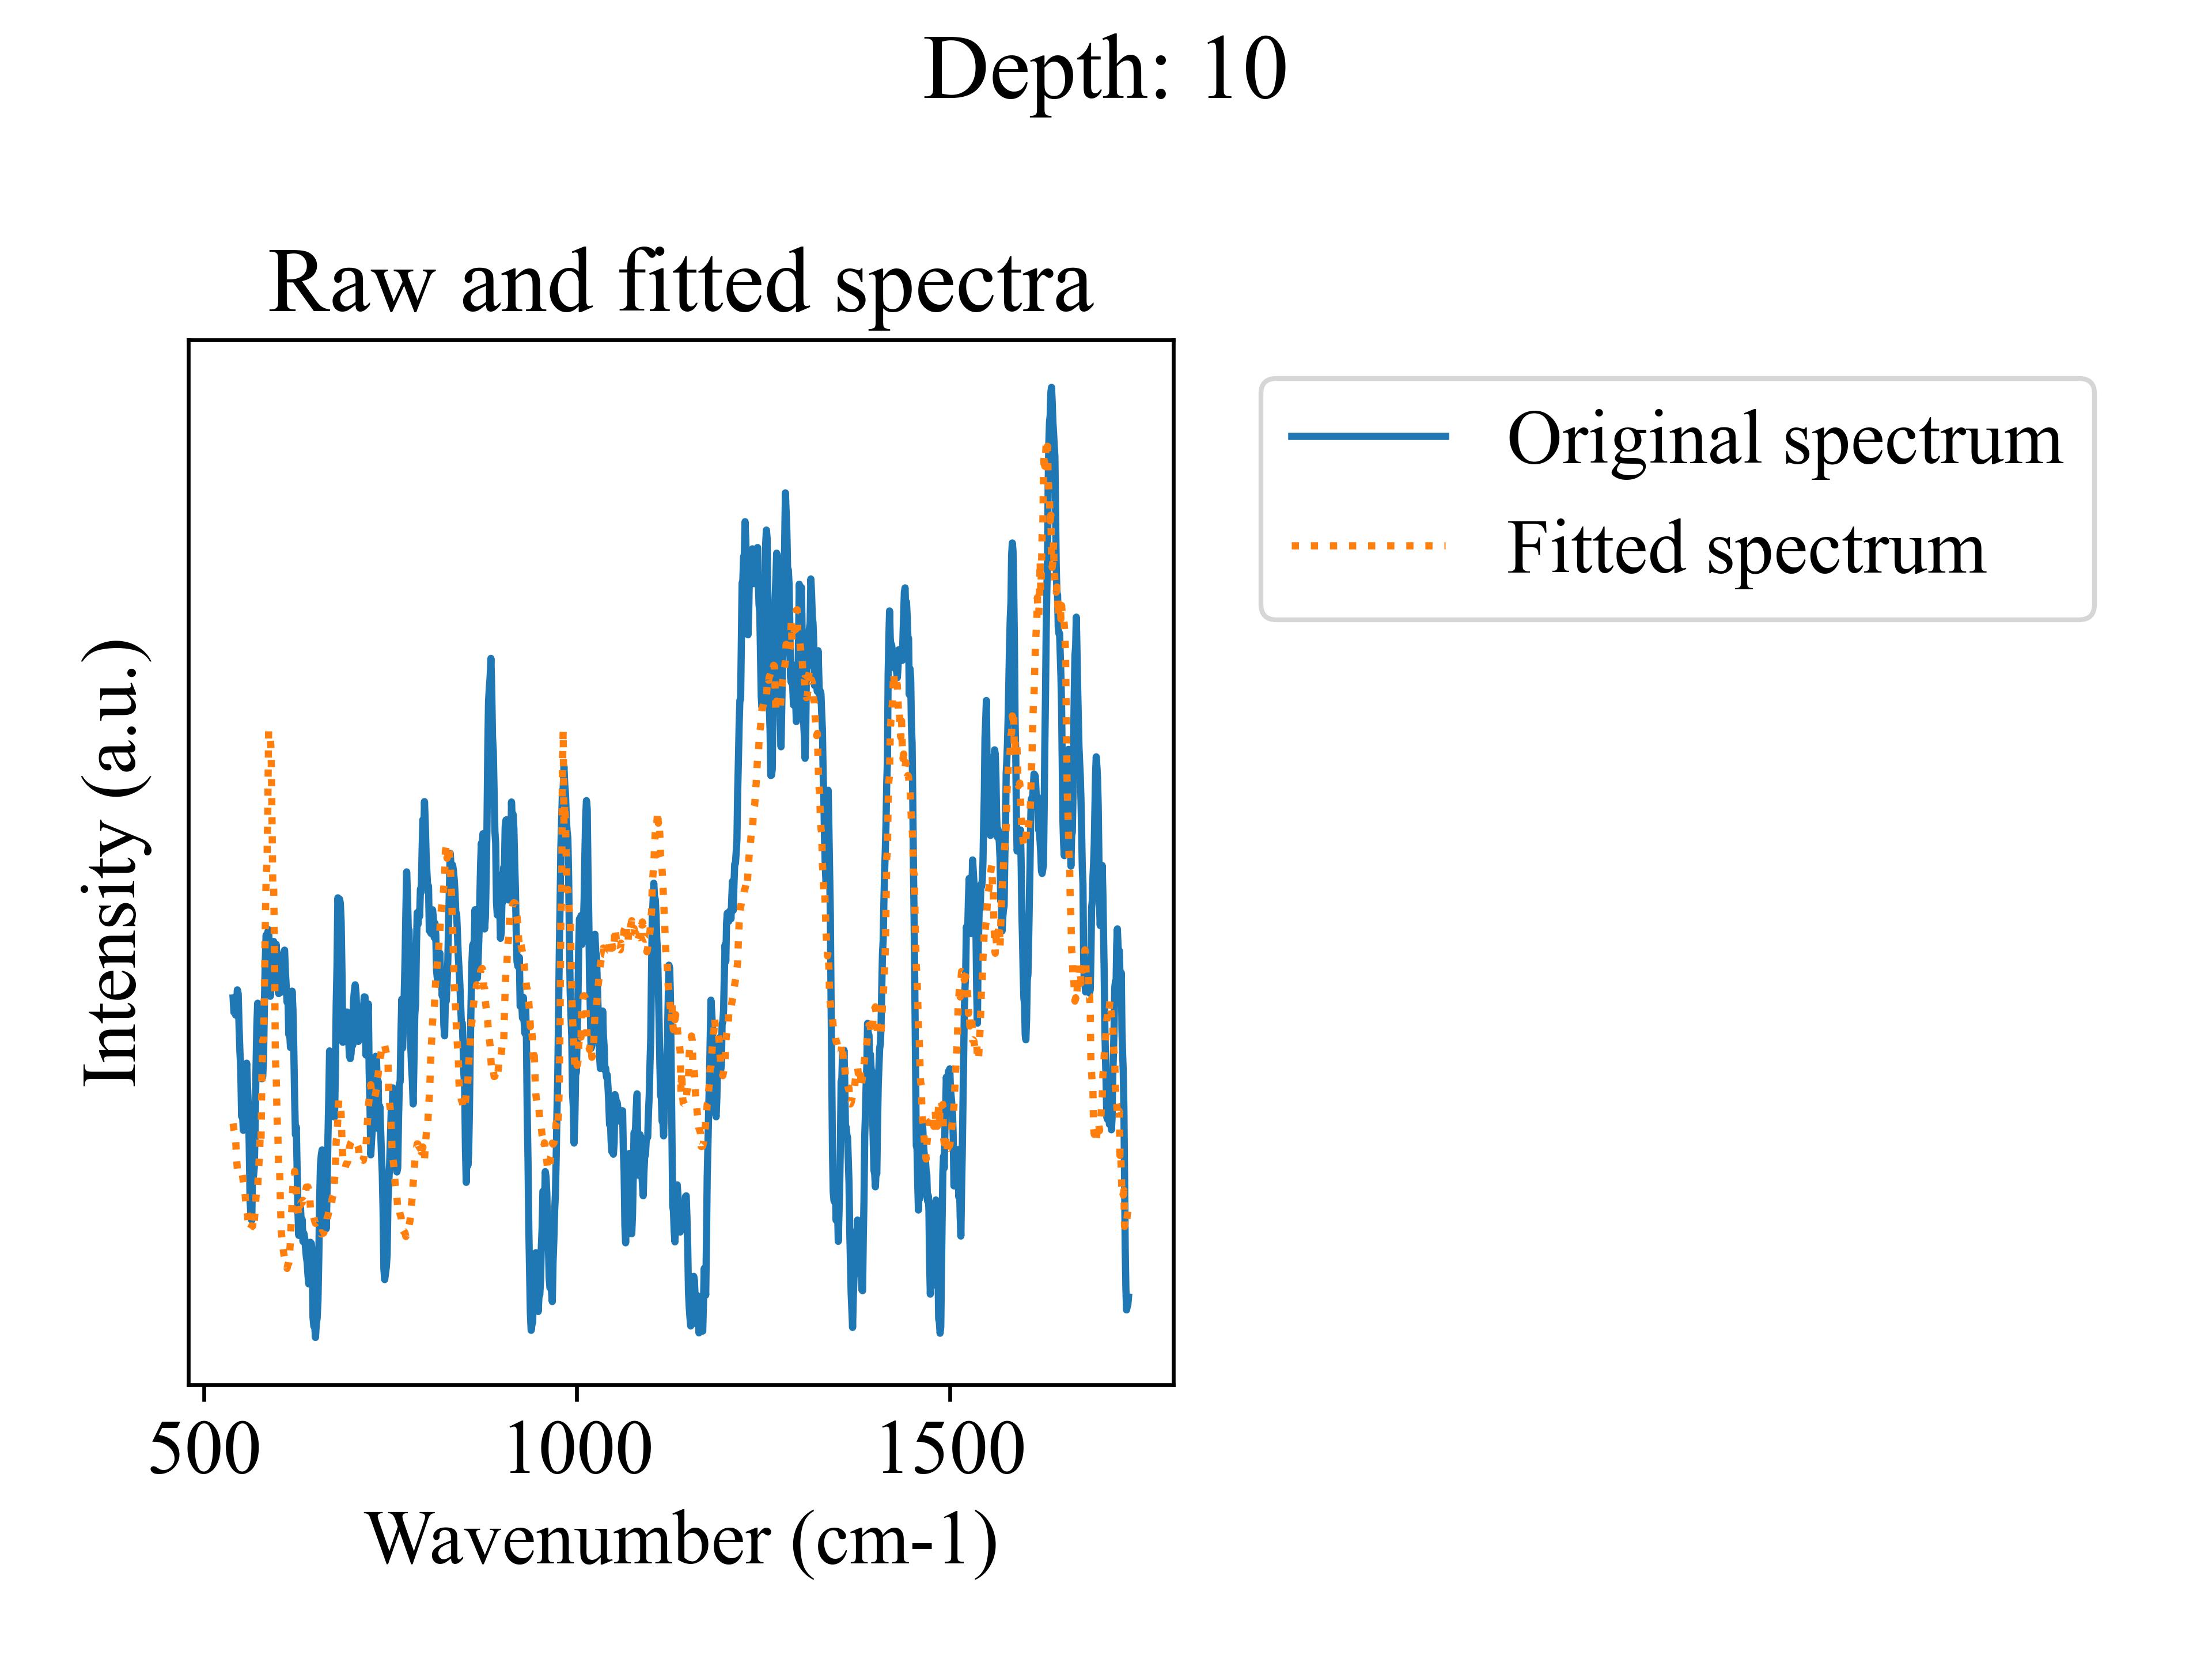 Depth: 10
Raw and fitted spectra
Original spectrum
Fitted spectrum
Intensity (a.u.)
500 1000 1500
Wavenumber (cm-1)